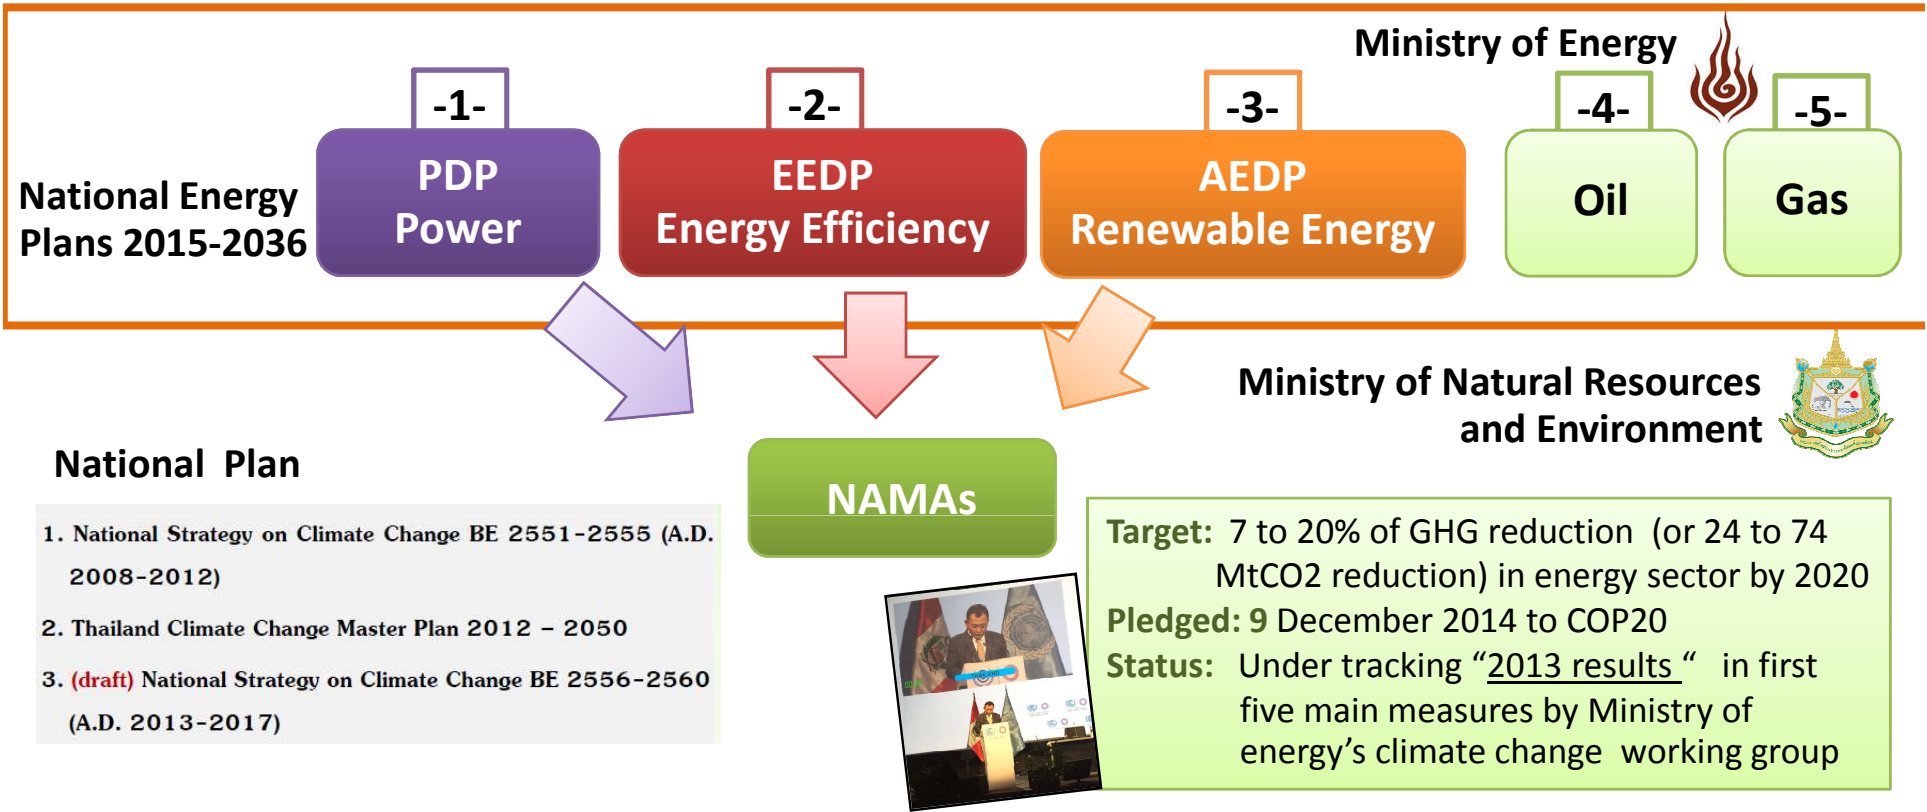 Ministry of Energy
-1-
-2-
-3-
-4-
-5-
National Energy
Plans 2015-2036
PDP
Power
EEDP
Energy Efficiency
AEDP
Renewable Energy
Oil
Gas
Ministry of Natural Resources
and Environment
National Plan
1. National Strategy on Climate Change BE 2551-2555 (A.D.
2008-2012)
2. Thailand Climate Change Master Plan 2012 – 2050
3. (draft) National Strategy on Climate Change BE 2556-2560
(A.D. 2013-2017)
NAMAs
THAILAND
Target: 7 to 20% of GHG reduction (or 24 to 74
MtCO2 reduction) in energy sector by 2020
Pledged: 9 December 2014 to COP20
Status: Under tracking “2013 results “ in first
five main measures by Ministry of
energy’s climate change working group